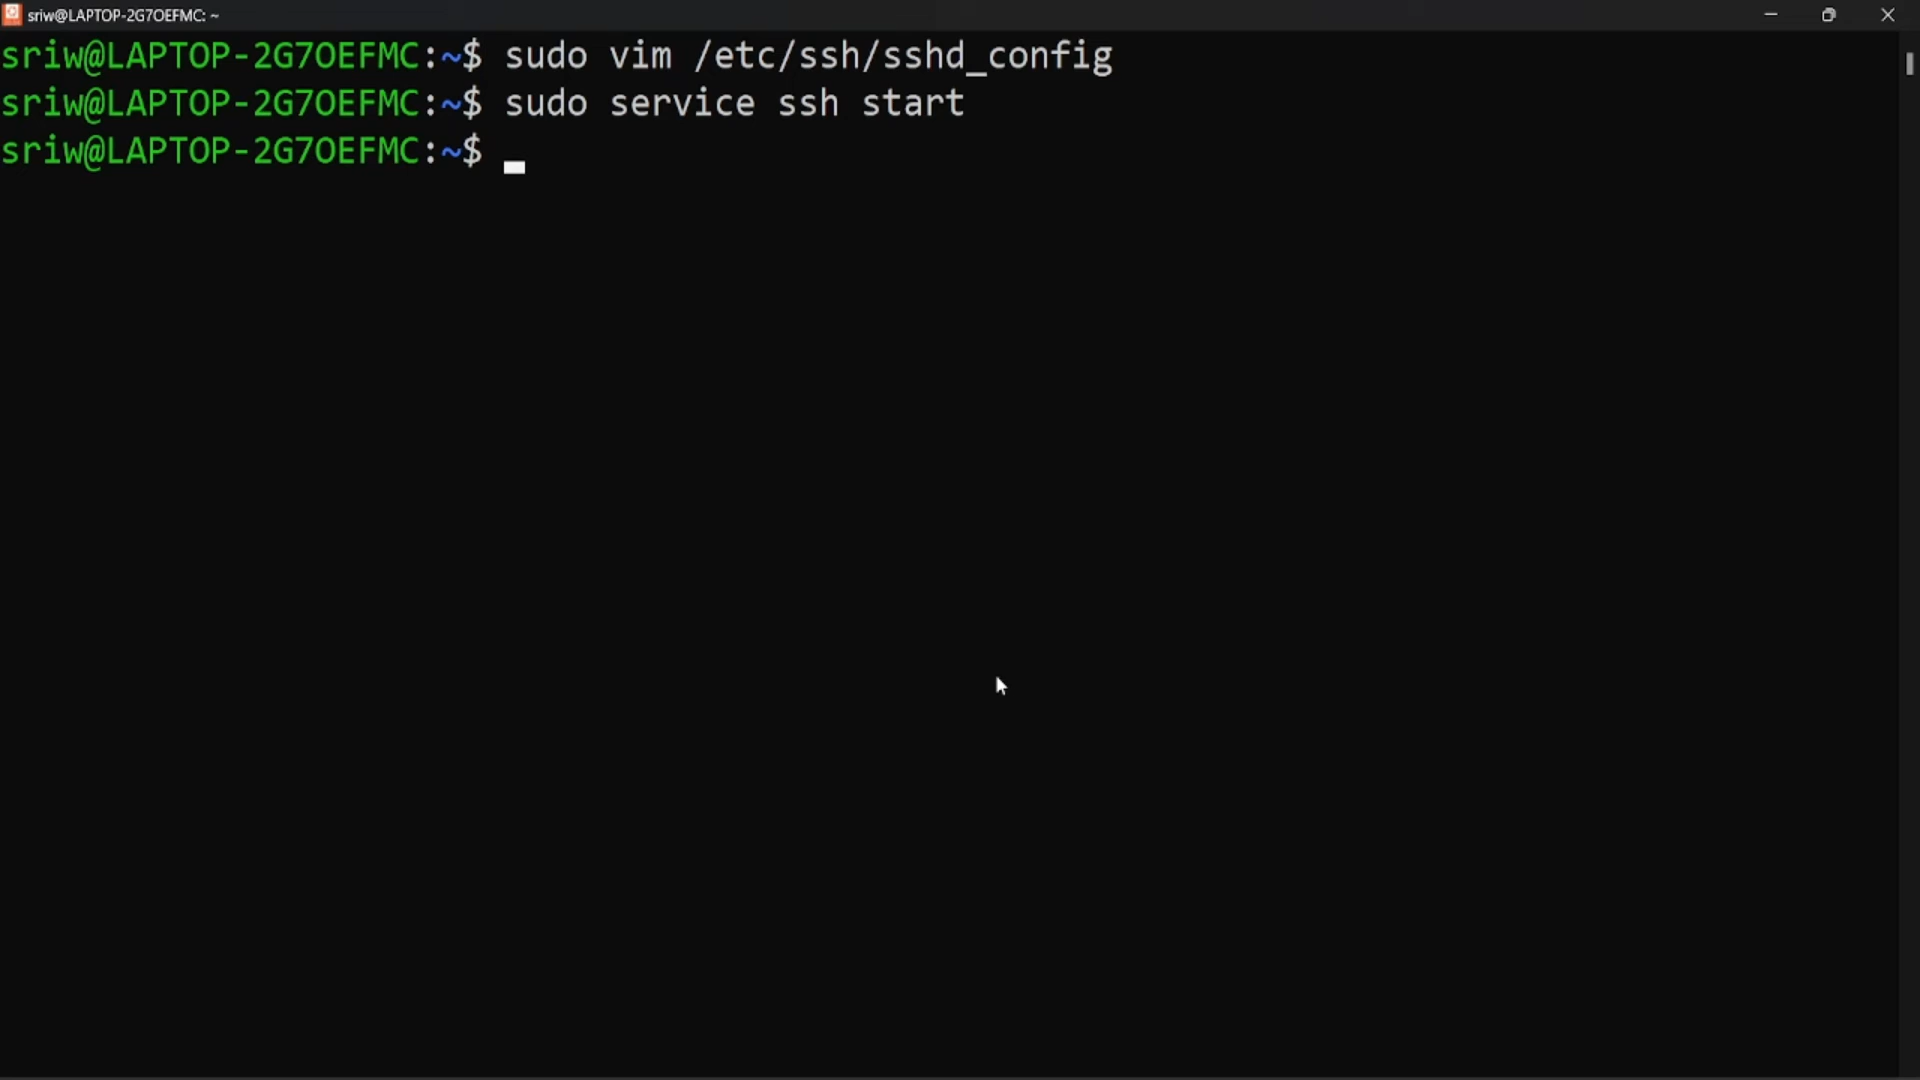 sriw@LAPTOP-2G7OEFMC: ~
sriw@LAPTOP-2G7OEFMC:~$ sudo vim /etc/ssh/sshd_config
sriw@LAPTOP-2G7OEFMC:~$ sudo service ssh start
sriw@LAPTOP-2G7OEFMC:~$